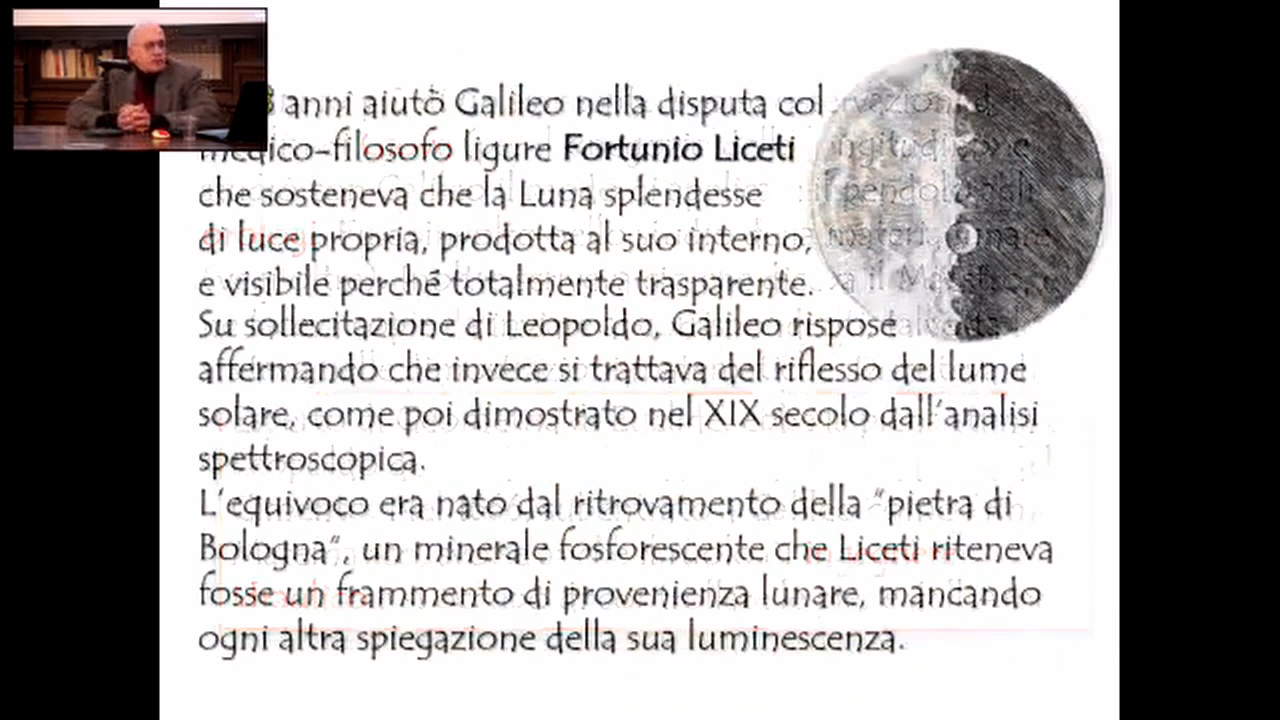 anni aiutò Galileo nella disputa col
medico-filosofo ligure Fortunio Liceti
che sosteneva che la Luna splendesse
di luce propria, prodotta al suo interno,
e visibile perché totalmente trasparente.
Su sollecitazione di Leopoldo, Galileo rispose
affermando che invece si trattava del riflesso del lume
solare, come poi dimostrato nel XIX secolo dall'analisi
spettroscopica.
L'equivoco era nato dal ritrovamento della "pietra di
Bologna", un minerale fosforescente che Liceti riteneva
fosse un frammento di provenienza lunare, mancando
ogni altra spiegazione della sua luminescenza.